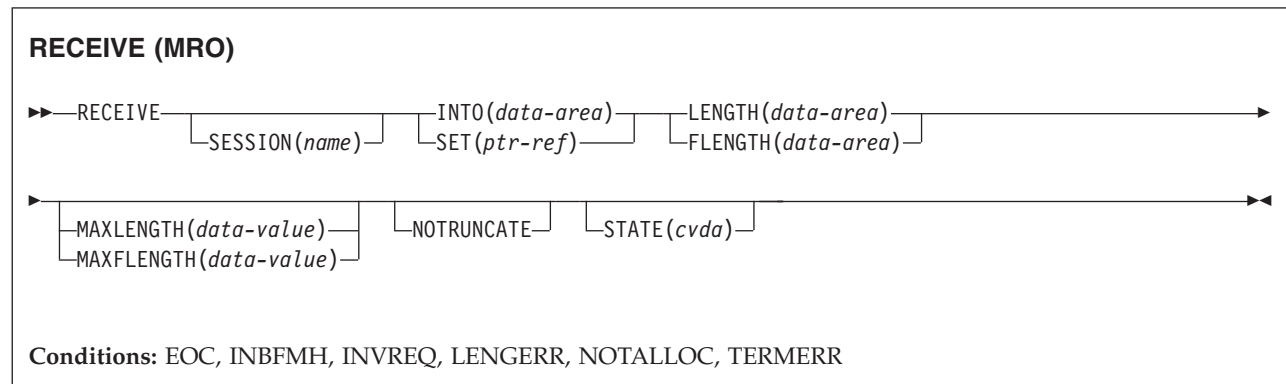 RECEIVE (MRO)
RECEIVE INTO(data-area) LENGTH(data-area)
SESSION(name) SET(ptr-ref) FLENGTH(data-area)
MAXLENGTH(data-value) NOTRUNCATE STATE(cvda)
MAXFLENGTH(data-value)
Conditions: EOC, INBFMH, INVREQ, LENGERR, NOTALLOC, TERMERR